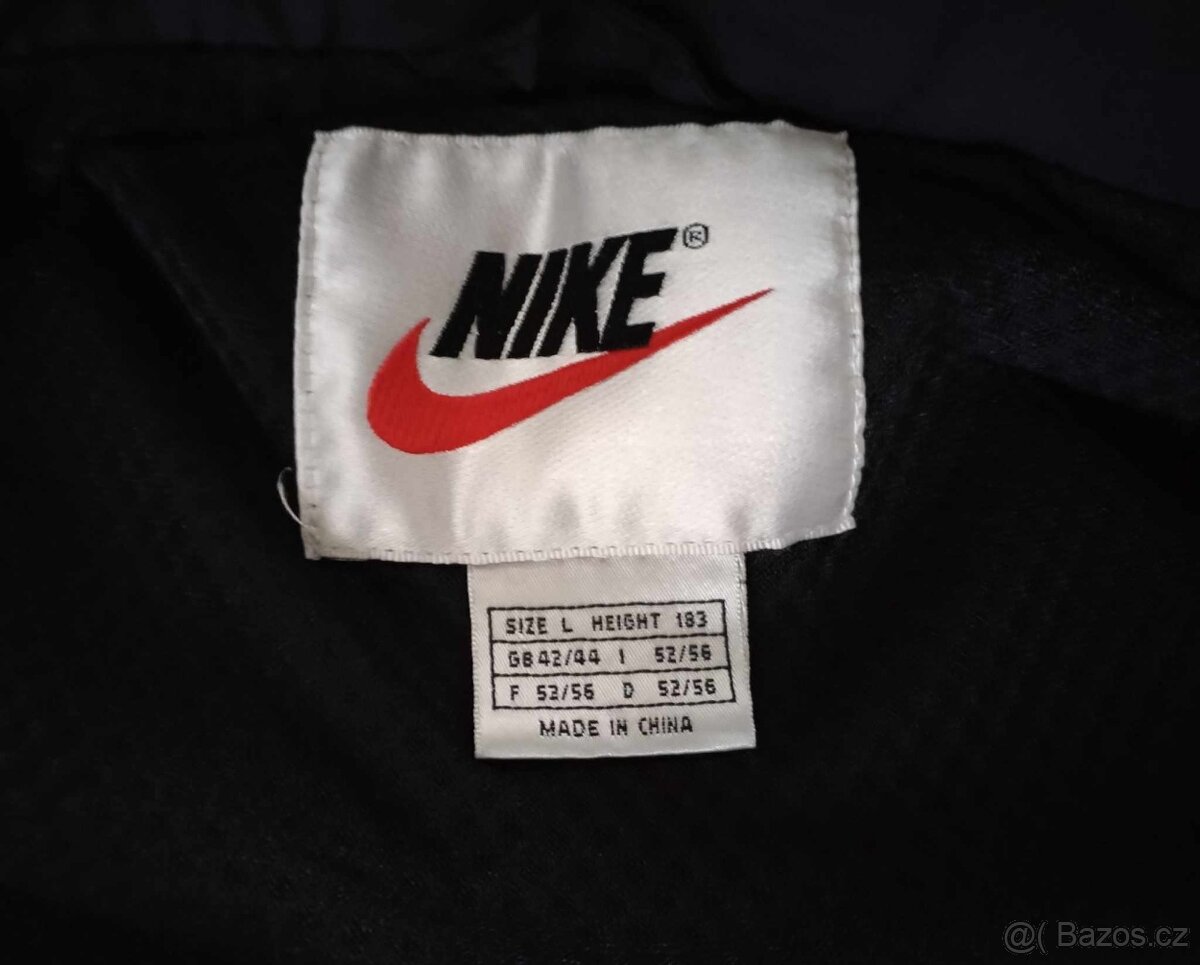 NIKE®
SIZE L HEIGHT 183
GB 42/44 I 52/56
F 52/56 D 52/56
MADE IN CHINA
@( Bazos.cz